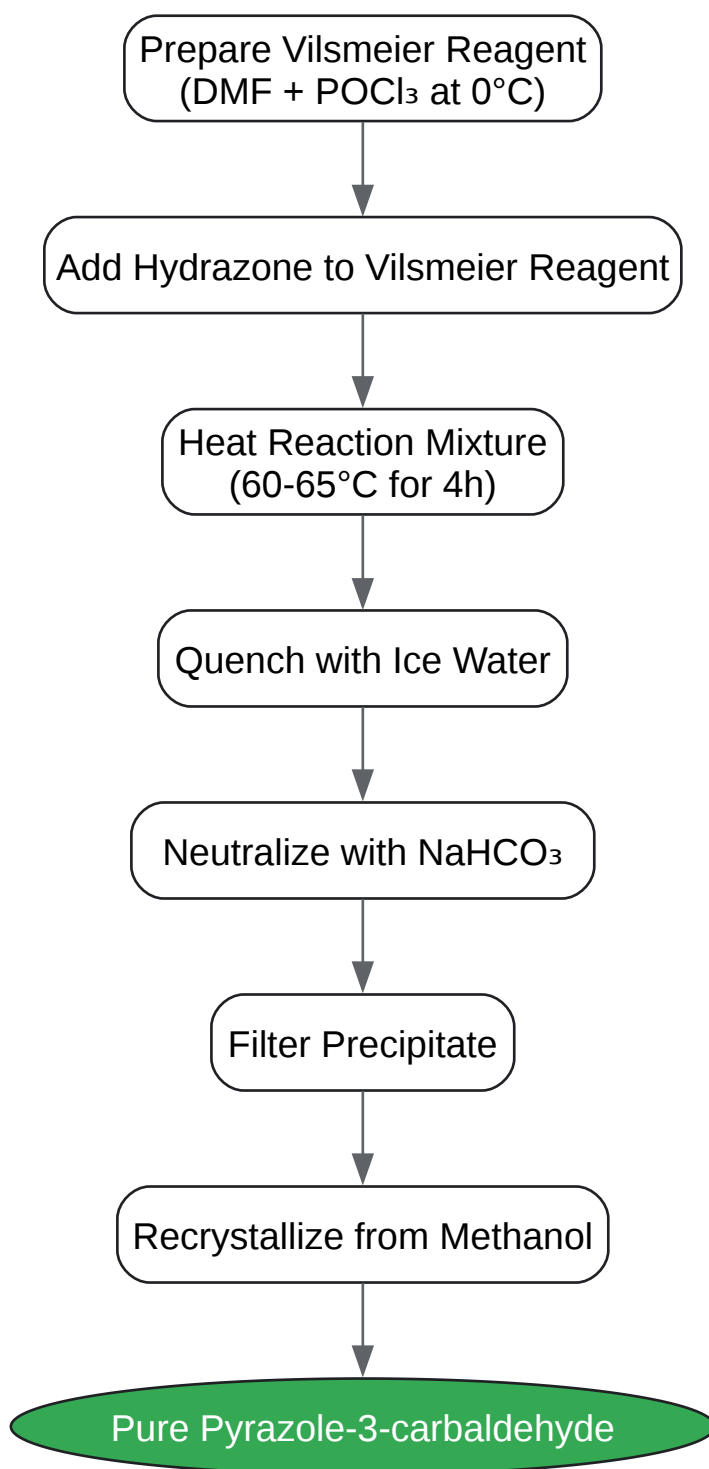 Prepare Vilsmeier Reagent
(DMF + POCl₃ at 0°C)
Add Hydrazone to Vilsmeier Reagent
Heat Reaction Mixture
(60-65°C for 4h)
Quench with Ice Water
Neutralize with NaHCO₃
Filter Precipitate
Recrystallize from Methanol
Pure Pyrazole-3-carbaldehyde